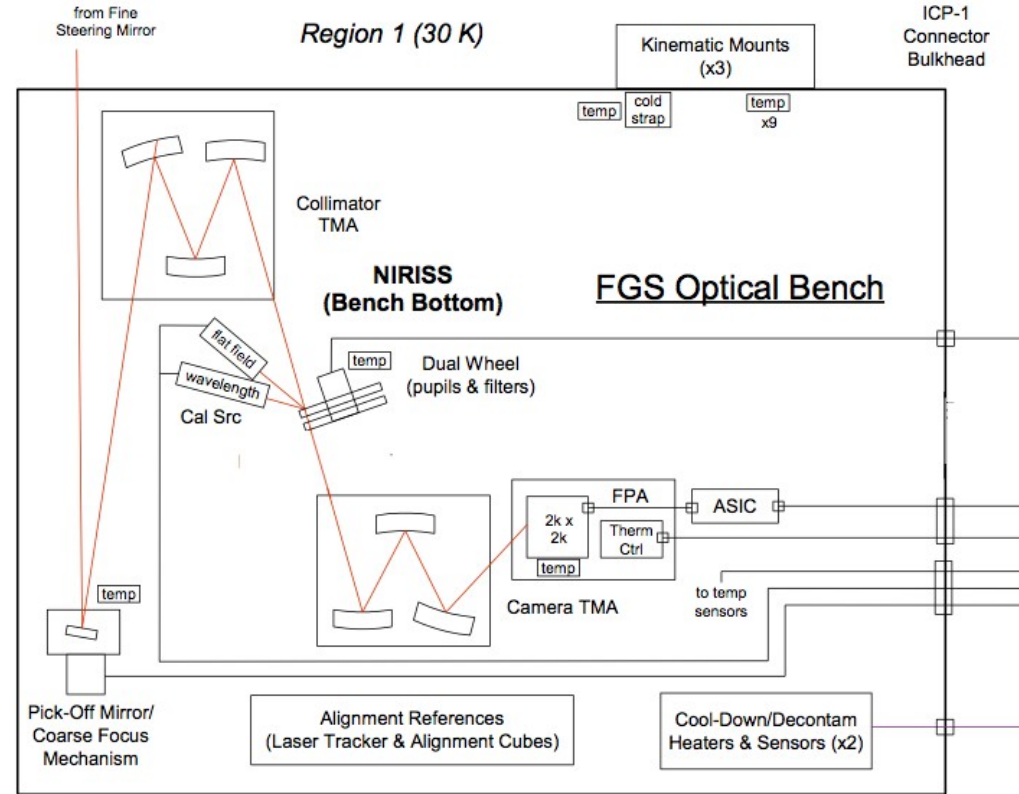 from Fine
Steering Mirror
Region 1 (30 K)
ICP-1
Connector
Bulkhead
Kinematic Mounts
(x3)
temp
cold
strap
temp
x9
Collimator
TMA
NIRISS
(Bench Bottom)
FGS Optical Bench
flat field
wavelength
Cal Src
temp
Dual Wheel
(pupils & filters)
FPA
2k x
2k
Therm
Ctrl
temp
ASIC
Camera TMA
to temp
sensors
temp
Pick-Off Mirror/
Coarse Focus
Mechanism
Alignment References
(Laser Tracker & Alignment Cubes)
Cool-Down/Decontam
Heaters & Sensors (x2)